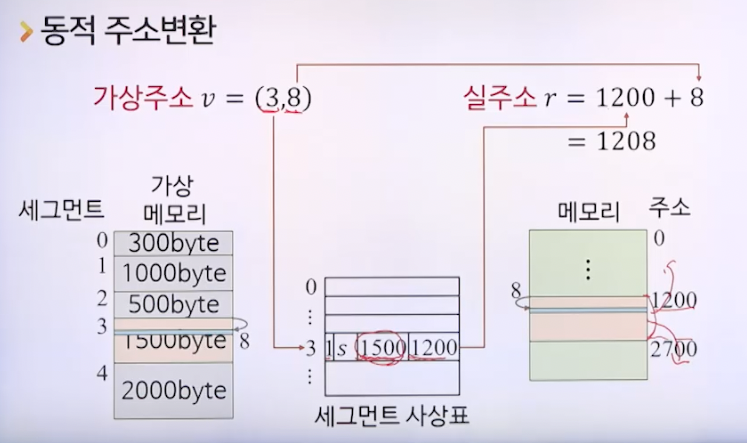 동적 주소변환
가상주소 v = (3,8)
실주소 r = 1200 + 8
= 1208
세그먼트
가상
메모리
0 300byte
1 1000byte
2 500byte
3 1500byte 8
4 2000byte
0
⋮
3 1 s 1500 1200
⋮
세그먼트 사상표
메모리 주소
0
⋮
8 1200
2700